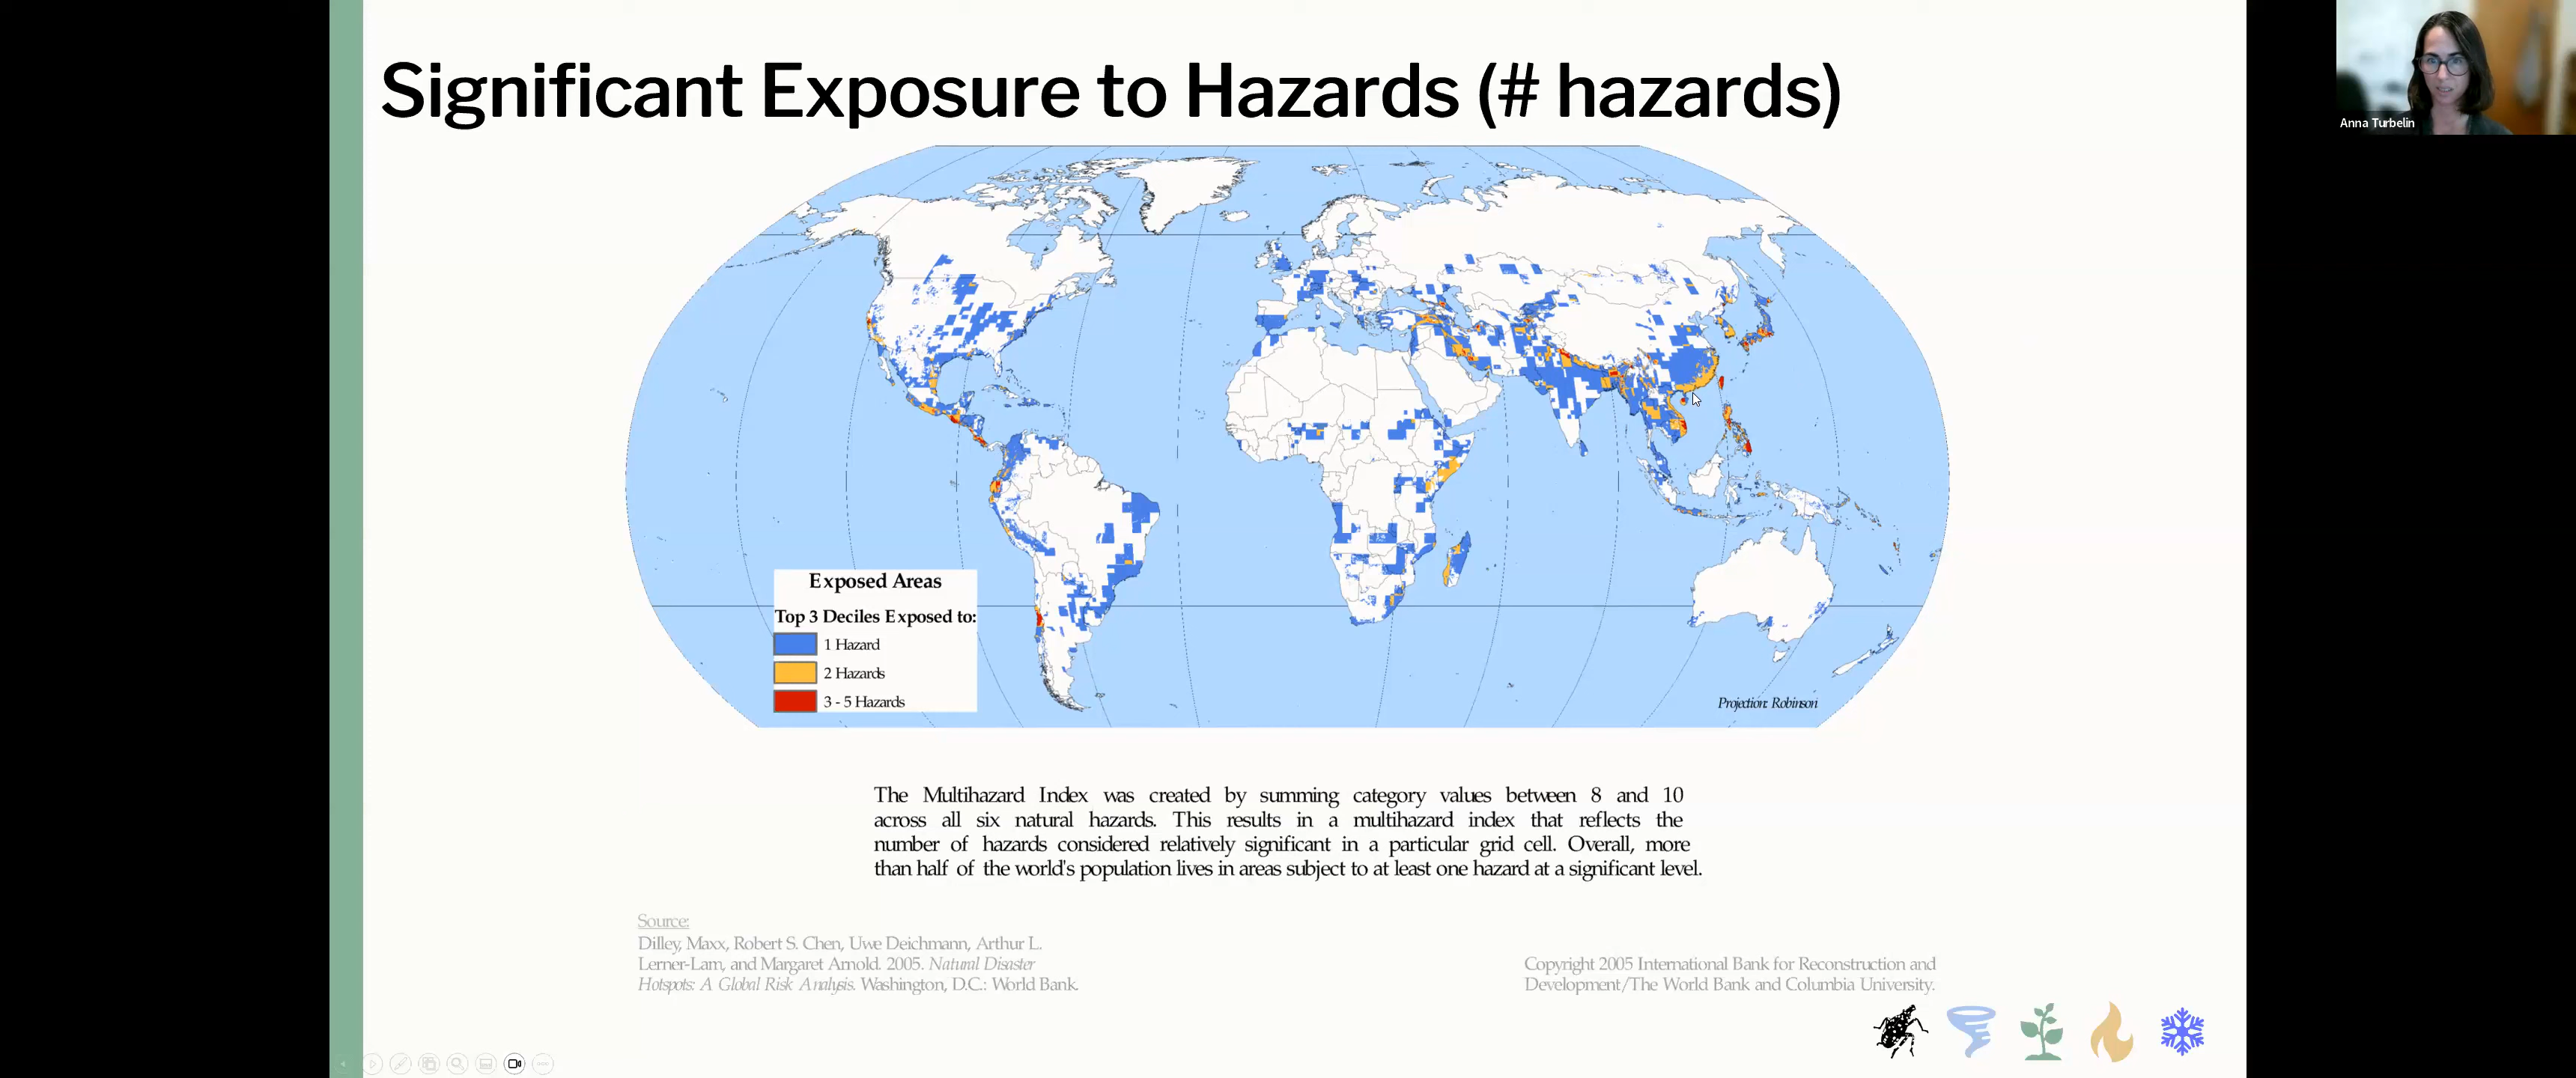 Significant Exposure to Hazards (# hazards)
Anna Turbelin
Exposed Areas
Top 3 Deciles Exposed to:
1 Hazard
2 Hazards
3 - 5 Hazards
Projection: Robinson
The Multihazard Index was created by summing category values between 8 and 10
across all six natural hazards. This results in a multihazard index that reflects the
number of hazards considered relatively significant in a particular grid cell. Overall, more
than half of the world's population lives in areas subject to at least one hazard at a significant level.
Source:
Dilley, Maxx, Robert S. Chen, Uwe Deichmann, Arthur L.
Lerner-Lam, and Margaret Arnold. 2005. Natural Disaster
Hotspots: A Global Risk Analysis. Washington, D.C.: World Bank.
Copyright 2005 International Bank for Reconstruction and
Development/The World Bank and Columbia University.